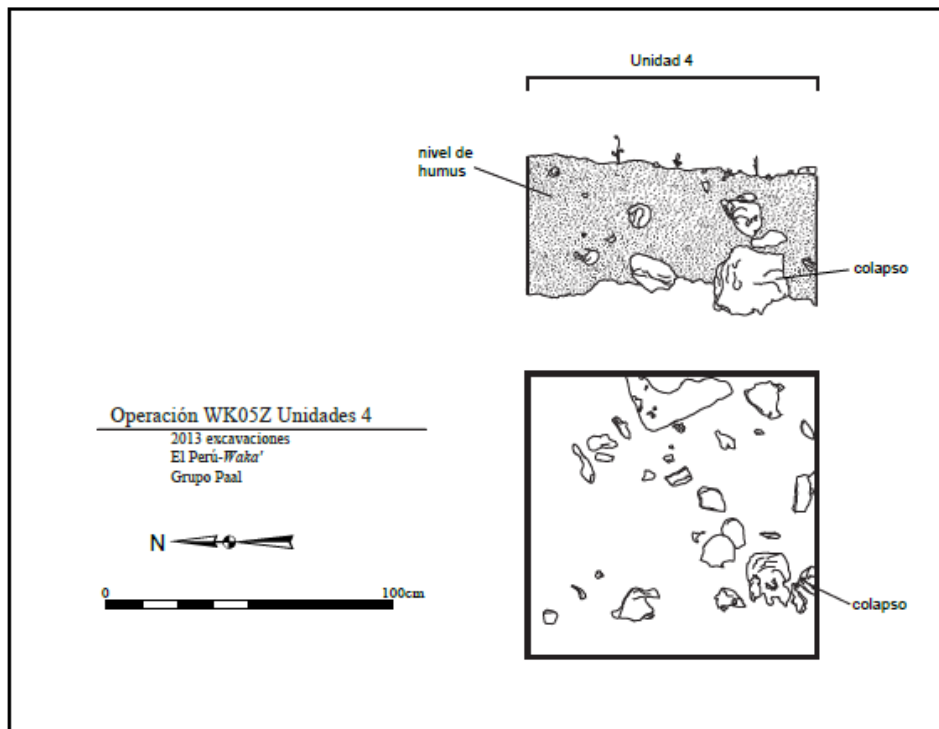 Unidad 4
nivel de
humus
colapso
Operación WK05Z Unidades 4
2013 excavaciones
El Perú-Waka'
Grupo Paal
N
0 100cm
colapso